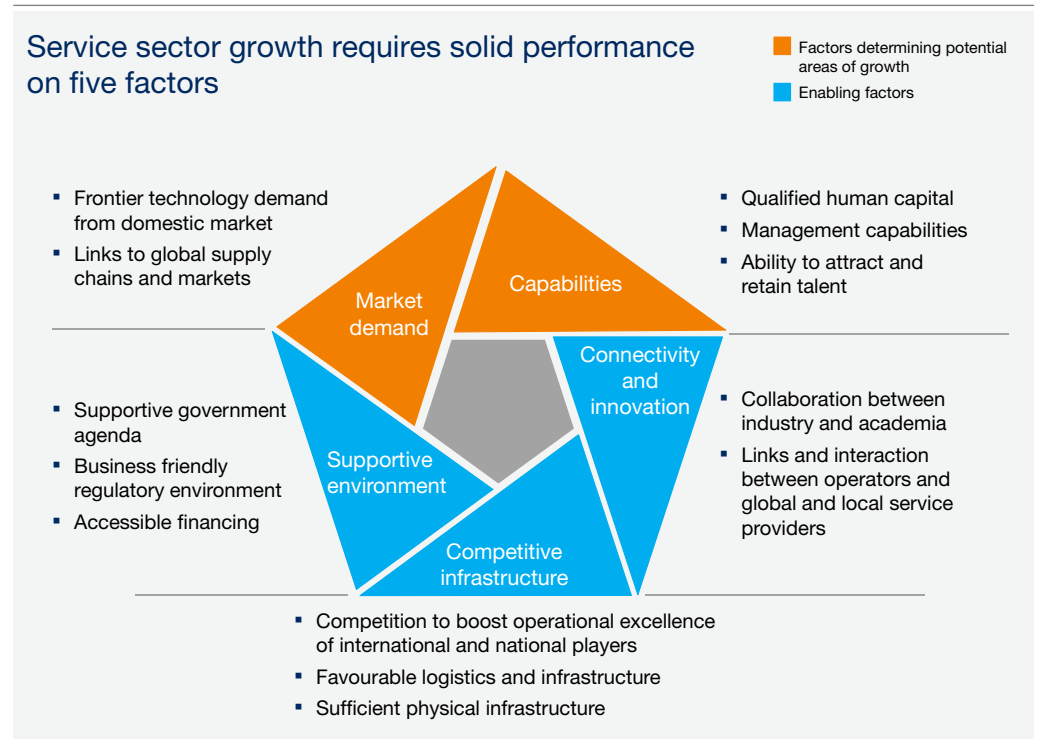 Service sector growth requires solid performance
on five factors
Factors determining potential
areas of growth
Enabling factors
▪ Frontier technology demand
from domestic market
▪ Links to global supply
chains and markets
Market
demand
Capabilities
▪ Qualified human capital
▪ Management capabilities
▪ Ability to attract and
retain talent
▪ Supportive government
agenda
▪ Business friendly
regulatory environment
▪ Accessible financing
Supportive
environment
Connectivity
and
innovation
▪ Collaboration between
industry and academia
▪ Links and interaction
between operators and
global and local service
providers
Competitive
infrastructure
▪ Competition to boost operational excellence
of international and national players
▪ Favourable logistics and infrastructure
▪ Sufficient physical infrastructure